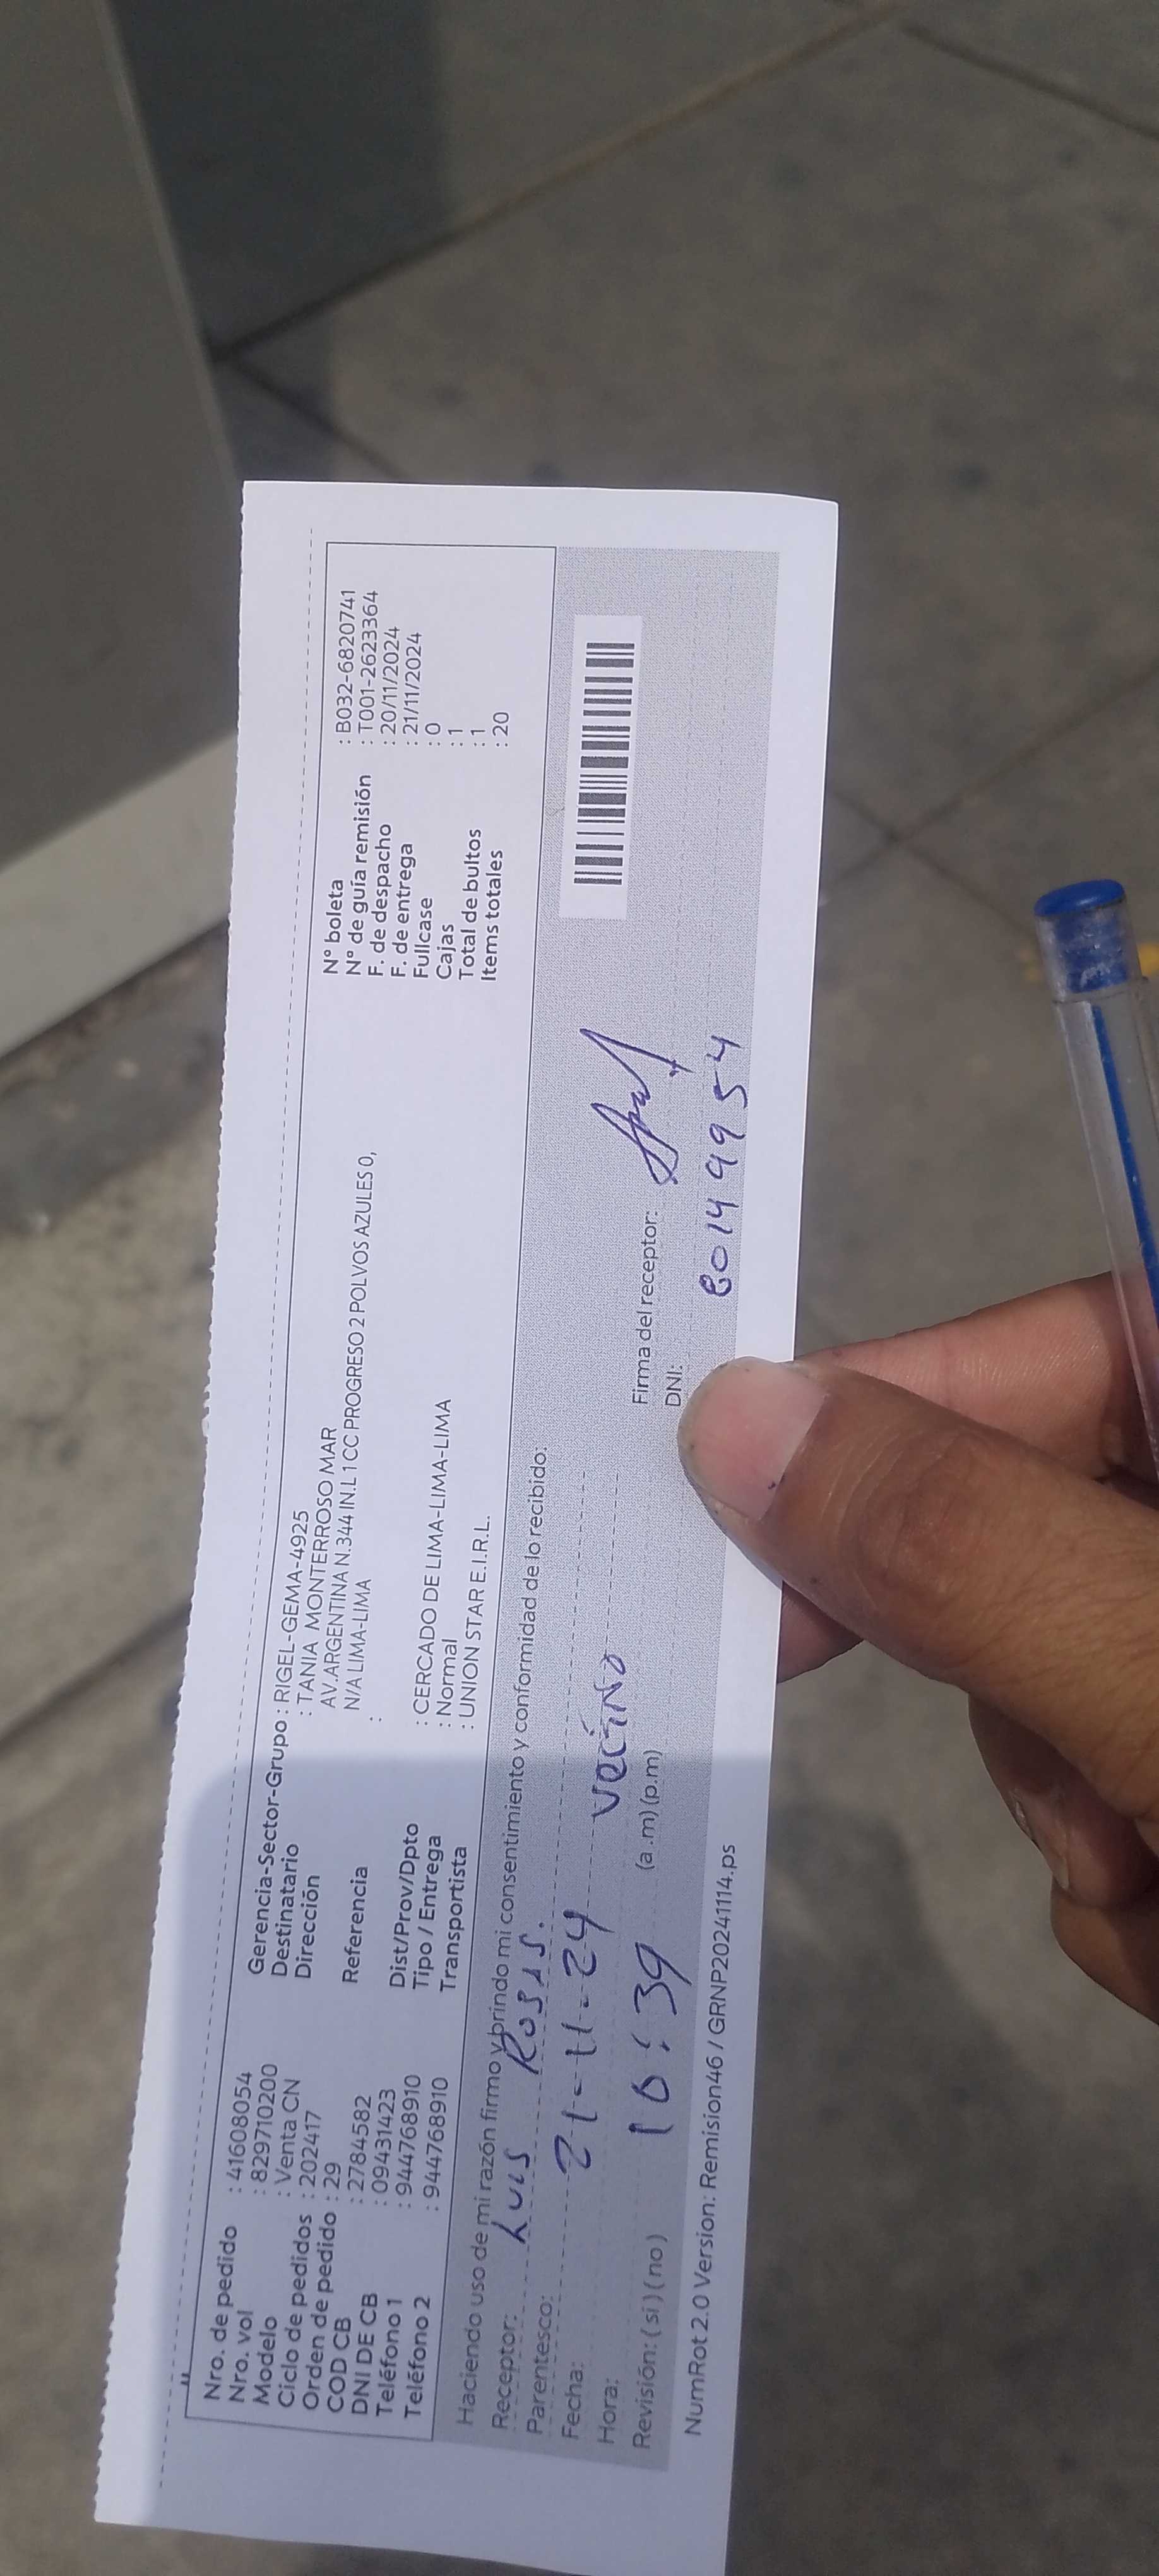 Nro. de pedido : 41608054
Nro. vol : 829710200
Modelo : Venta CN
Ciclo de pedidos : 202417
Orden de pedido : 29
COD CB : 2784582
DNI DE CB : 09431423
Teléfono 1 : 944768910
Teléfono 2 : 944768910
Gerencia-Sector-Grupo : RIGEL-GEMA-4925
Destinatario : TANIA MONTERROSO MAR
Dirección AV.ARGENTINA N.344 IN.L 1 CC PROGRESO 2 POLVOS AZULES 0,
N/A LIMA-LIMA
Referencia :
Dist/Prov/Dpto : CERCADO DE LIMA-LIMA-LIMA
Tipo / Entrega : Normal
Transportista : UNION STAR E.I.R.L.
N° boleta : B032-6820741
N° de guía remisión : T001-2623364
F. de despacho : 20/11/2024
F. de entrega : 21/11/2024
Fullcase : 0
Cajas : 1
Total de bultos : 1
Items totales : 20
Haciendo uso de mi razón firmo y brindo mi consentimiento y conformidad de lo recibido:
Receptor: Luis Rosas.
Parentesco: vecino
Fecha: 21-11-24
Hora: 10:39 (a.m) (p.m)
Revisión: ( si ) ( no )
Firma del receptor:
DNI: 80149954
NumRot 2.0 Version: Remision46 / GRNP20241114.ps